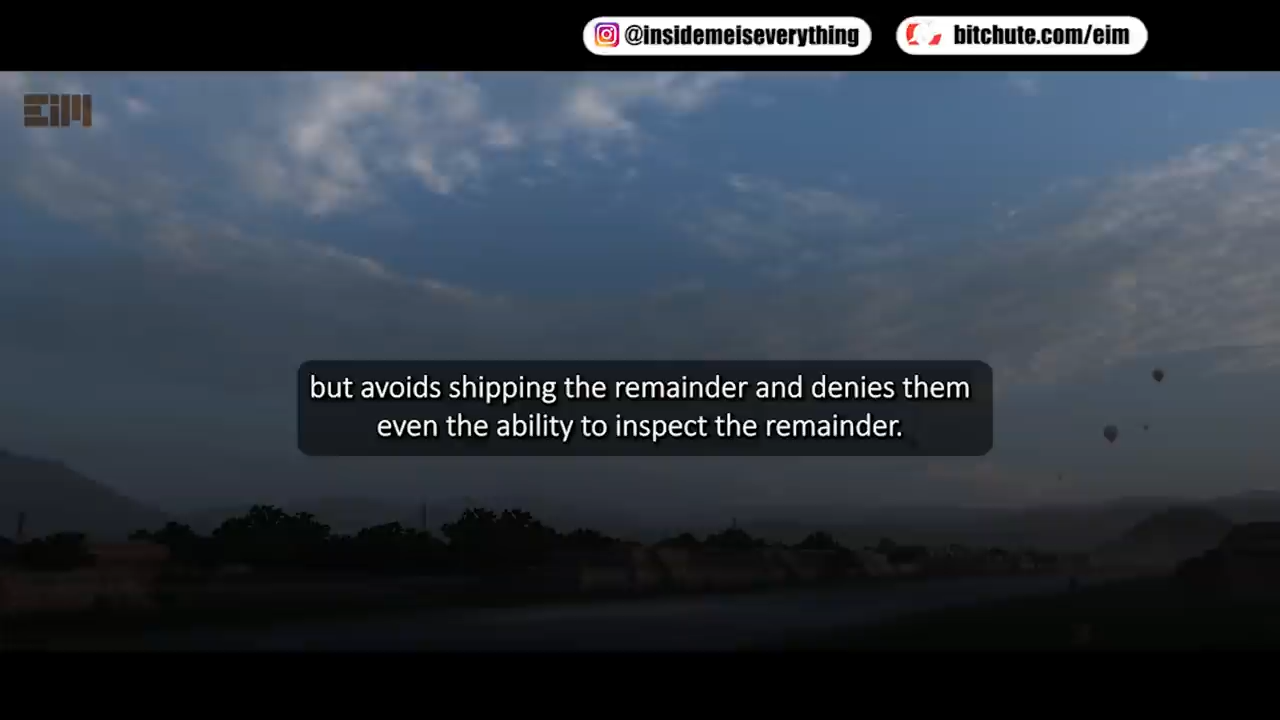 @insidemeiseverything
bitchute.com/eim
EiM
but avoids shipping the remainder and denies them
even the ability to inspect the remainder.